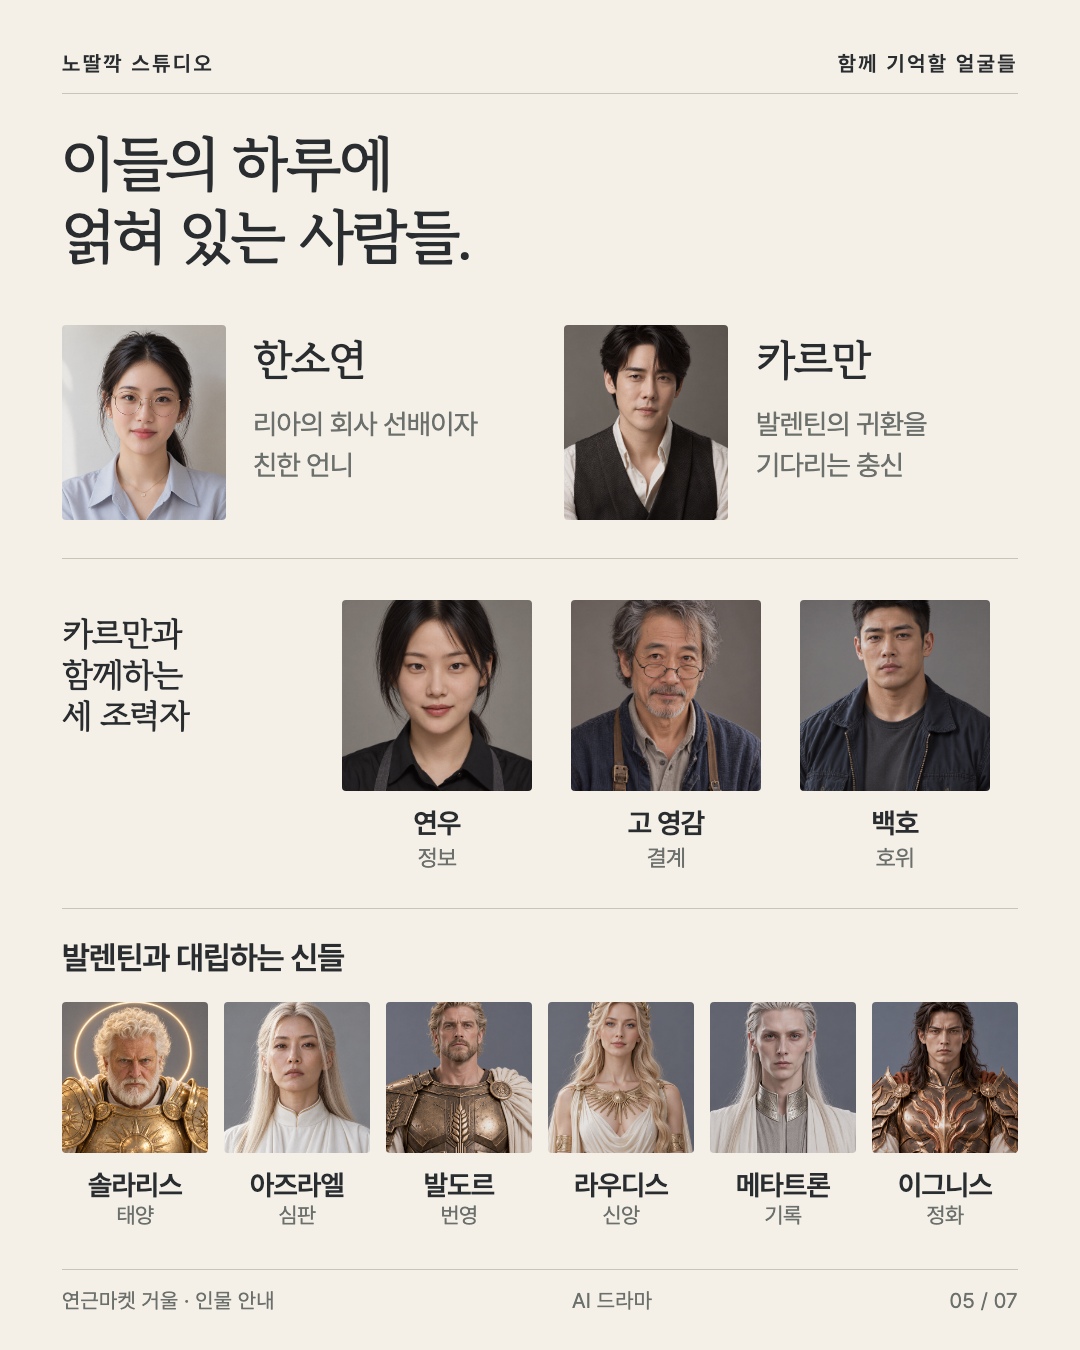 노딸깍 스튜디오
함께 기억할 얼굴들
이들의 하루에
얽혀 있는 사람들.
한소연
리아의 회사 선배이자
친한 언니
카르만
발렌틴의 귀환을
기다리는 충신
카르만과
함께하는
세 조력자
연우
정보
고 영감
결계
백호
호위
발렌틴과 대립하는 신들
솔라리스
태양
아즈라엘
심판
발도르
번영
라우디스
신앙
메타트론
기록
이그니스
정화
연근마켓 거울 · 인물 안내
AI 드라마
05 / 07